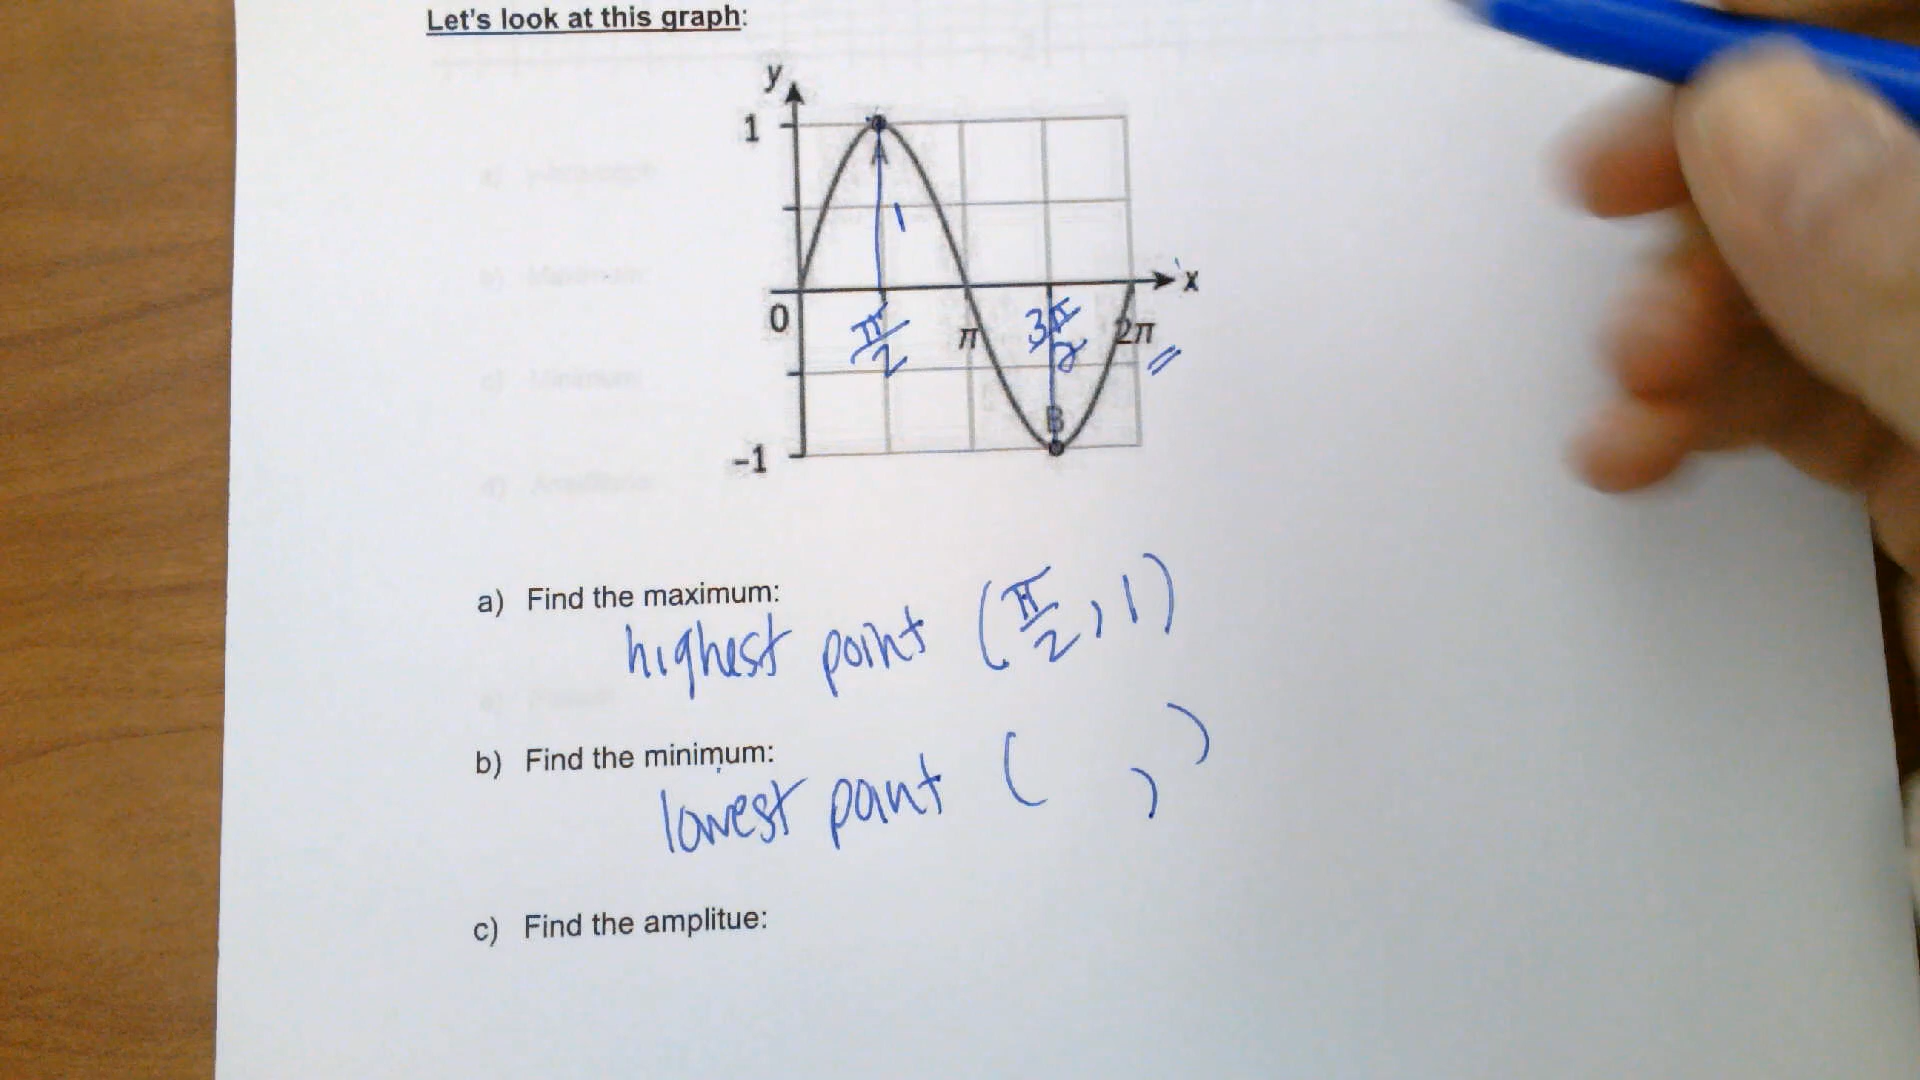 Let's look at this graph:
y
1
A
1
x
0
π/2
π
3π/2
2π
B
-1
a) Find the maximum:
highest point (π/2, 1)
b) Find the minimum:
lowest point ( , )
c) Find the amplitue: